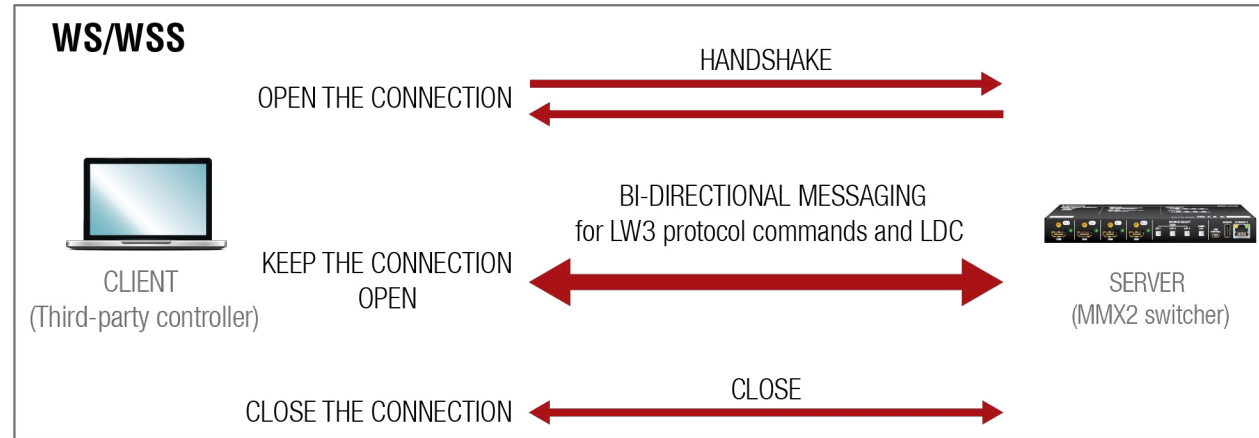 WS/WSS
HANDSHAKE
OPEN THE CONNECTION
BI-DIRECTIONAL MESSAGING
for LW3 protocol commands and LDC
KEEP THE CONNECTION
OPEN
CLIENT
(Third-party controller)
SERVER
(MMX2 switcher)
CLOSE
CLOSE THE CONNECTION